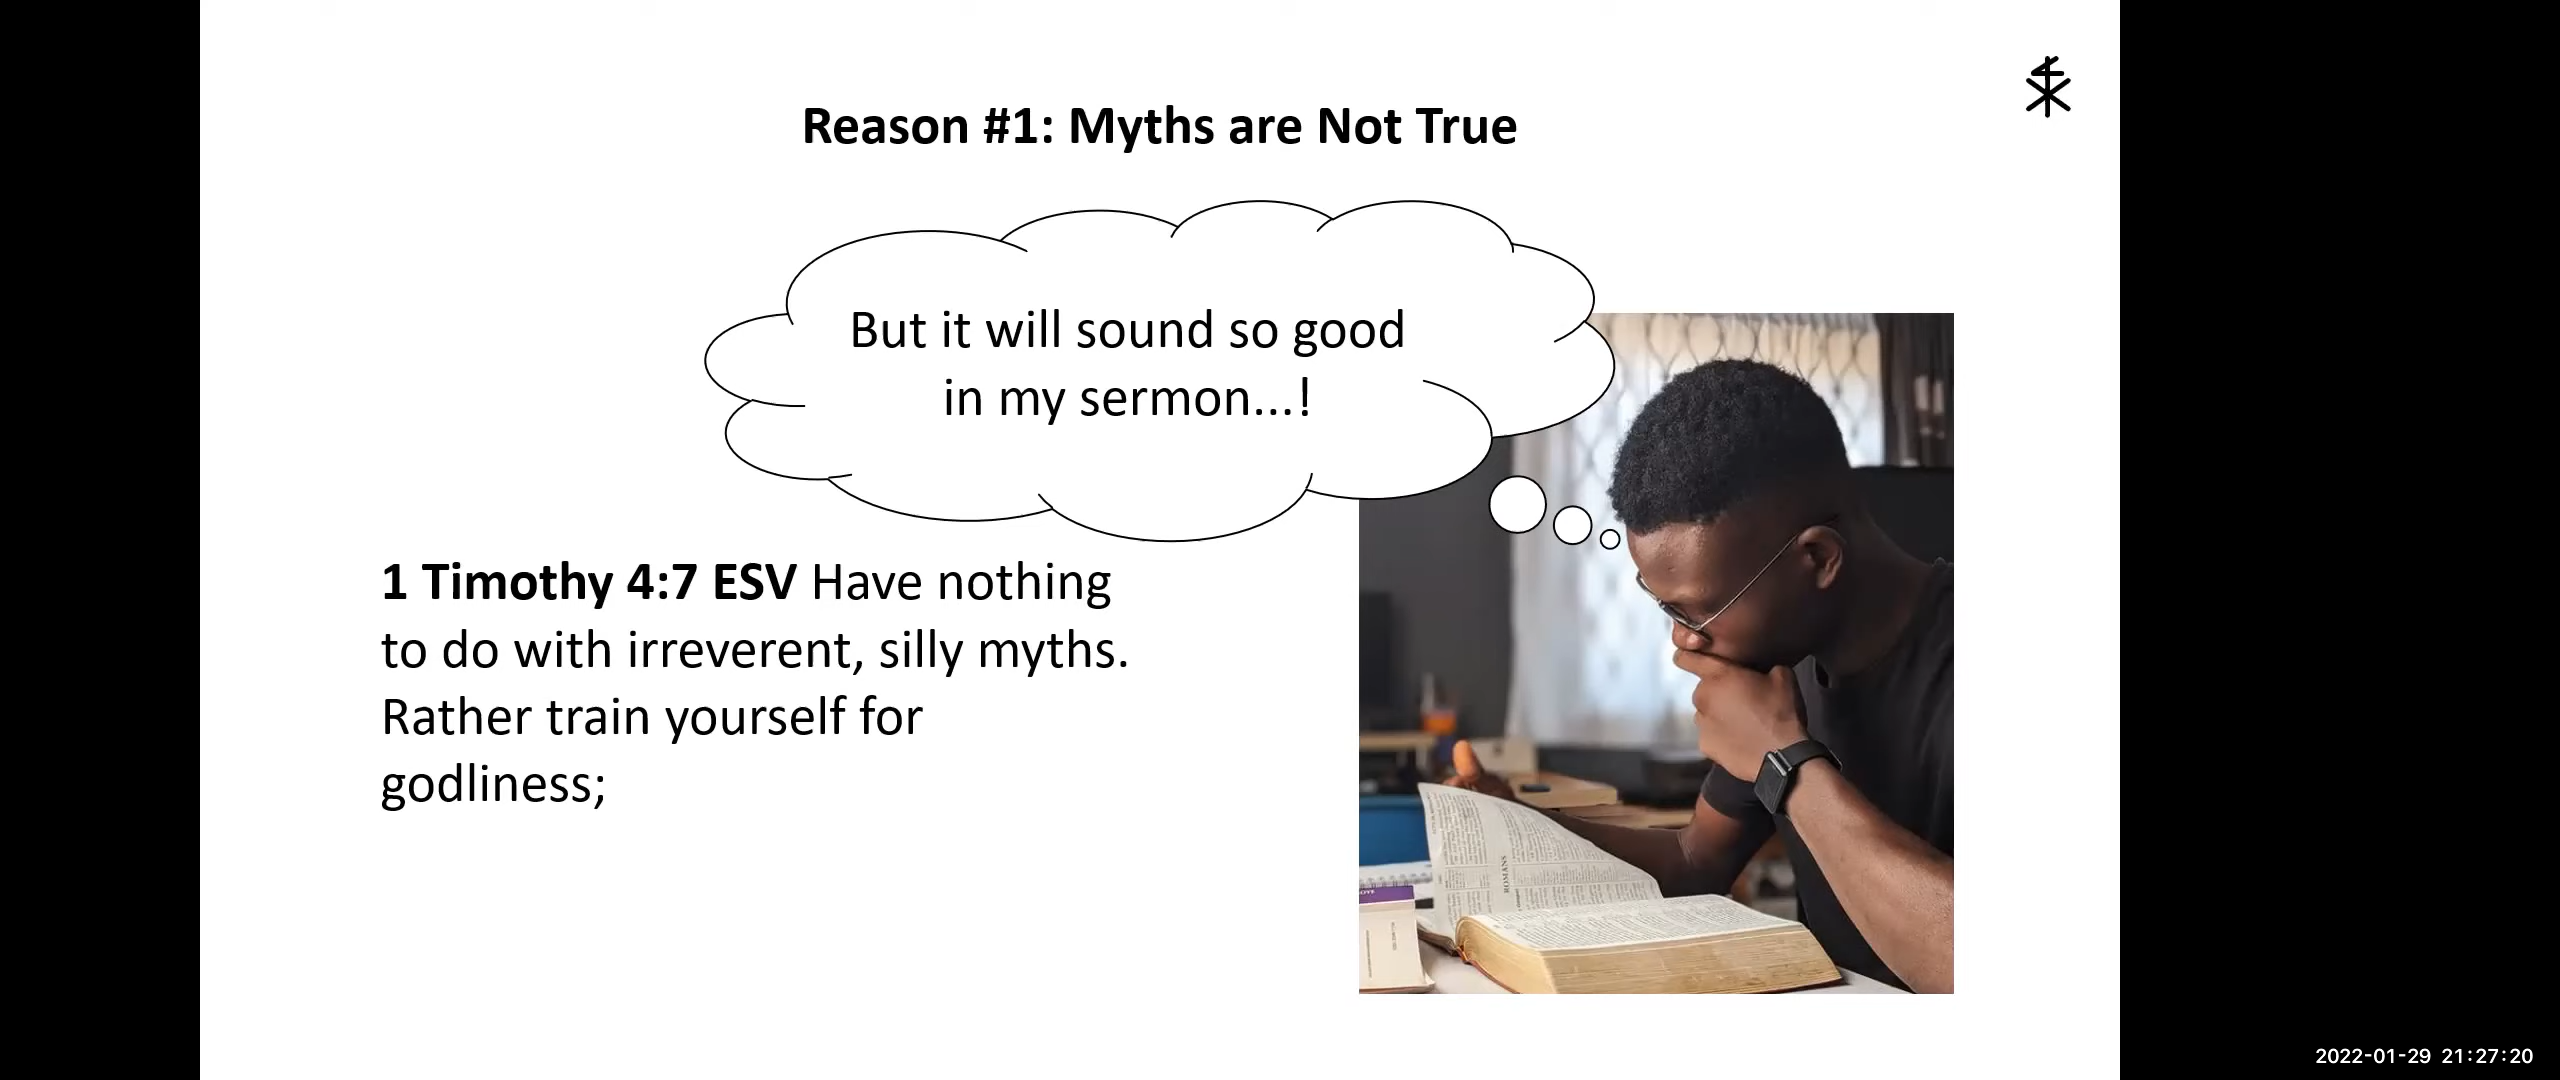 Reason #1: Myths are Not True
But it will sound so good
in my sermon...!
1 Timothy 4:7 ESV Have nothing
to do with irreverent, silly myths.
Rather train yourself for
godliness;
ROMANS
2022-01-29 21:27:20